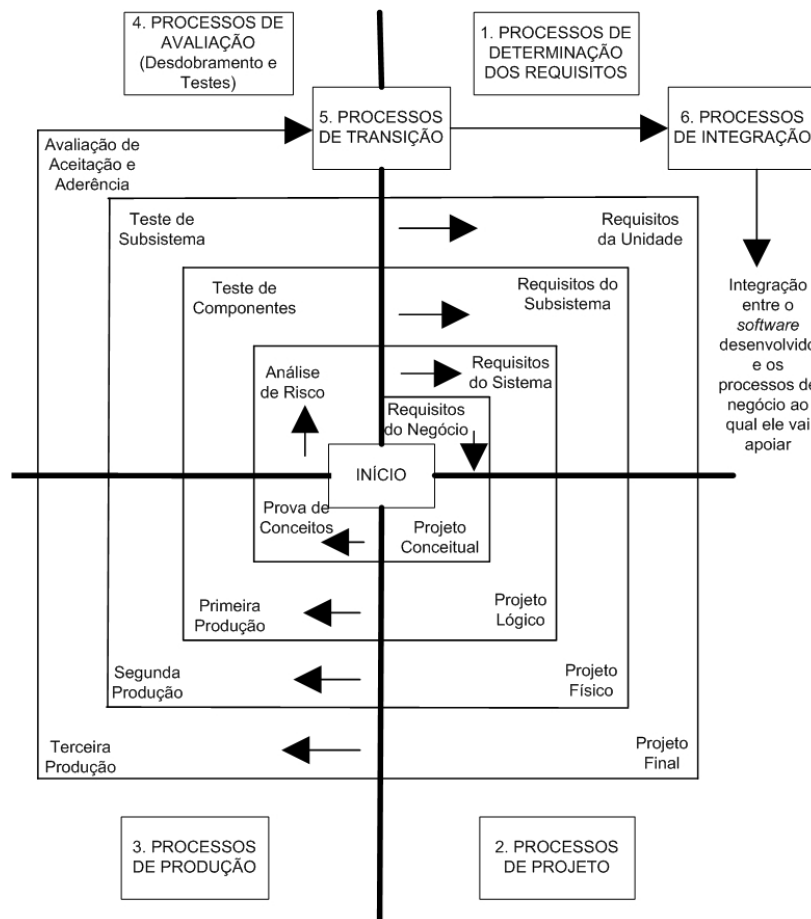 4. PROCESSOS DE
AVALIAÇÃO
(Desdobramento e
Testes)
1. PROCESSOS DE
DETERMINAÇÃO
DOS REQUISITOS
5. PROCESSOS
DE TRANSIÇÃO
6. PROCESSOS
DE INTEGRAÇÃO
Avaliação de
Aceitação e
Aderência
Teste de
Subsistema
Requisitos
da Unidade
Teste de
Componentes
Requisitos do
Subsistema
Integração
entre o
software
desenvolvido
e os
processos de
negócio ao
qual ele vai
apoiar
Análise
de Risco
Requisitos
do Sistema
Requisitos
do Negócio
INÍCIO
Prova de
Conceitos
Projeto
Conceitual
Primeira
Produção
Projeto
Lógico
Segunda
Produção
Projeto
Físico
Terceira
Produção
Projeto
Final
3. PROCESSOS
DE PRODUÇÃO
2. PROCESSOS
DE PROJETO